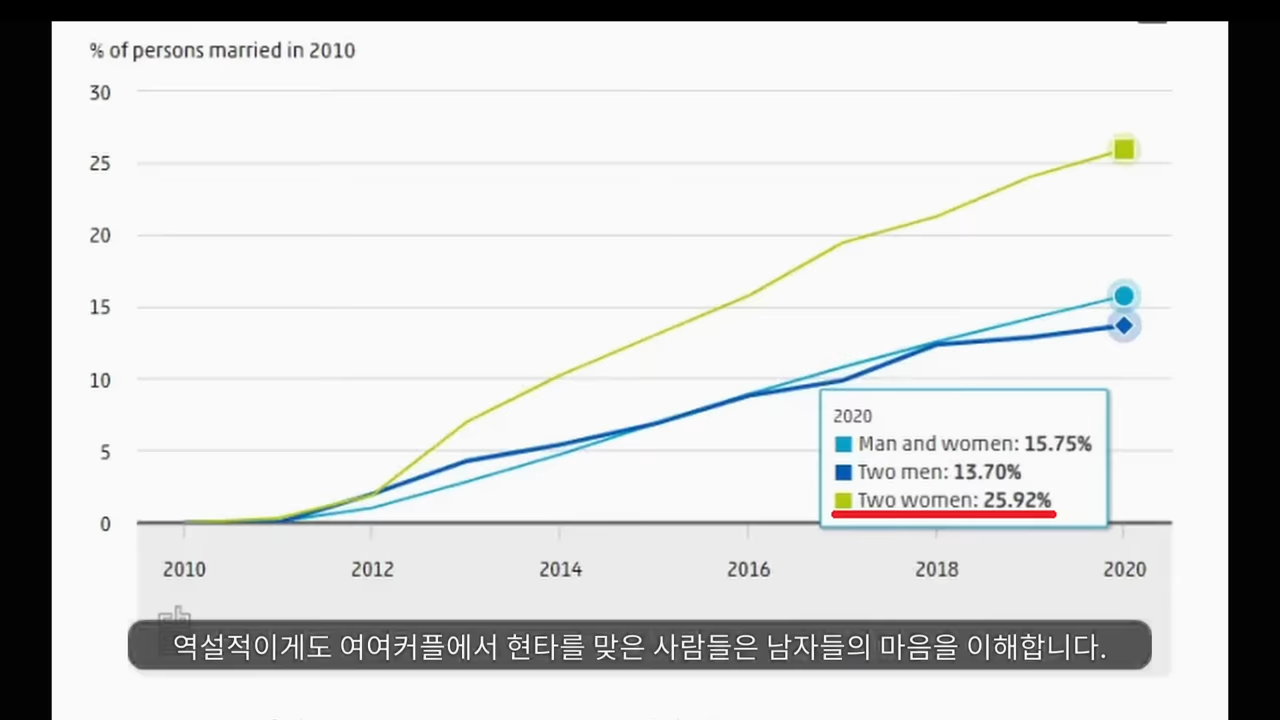 % of persons married in 2010
30
25
20
15
10
5
0
2020
Man and women: 15.75%
Two men: 13.70%
Two women: 25.92%
2010 2012 2014 2016 2018 2020
역설적이게도 여여커플에서 현타를 맞은 사람들은 남자들의 마음을 이해합니다.